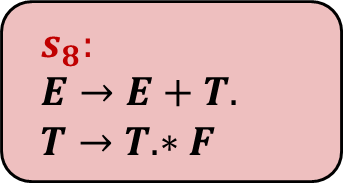 s₈:
E → E + T.
T → T.* F